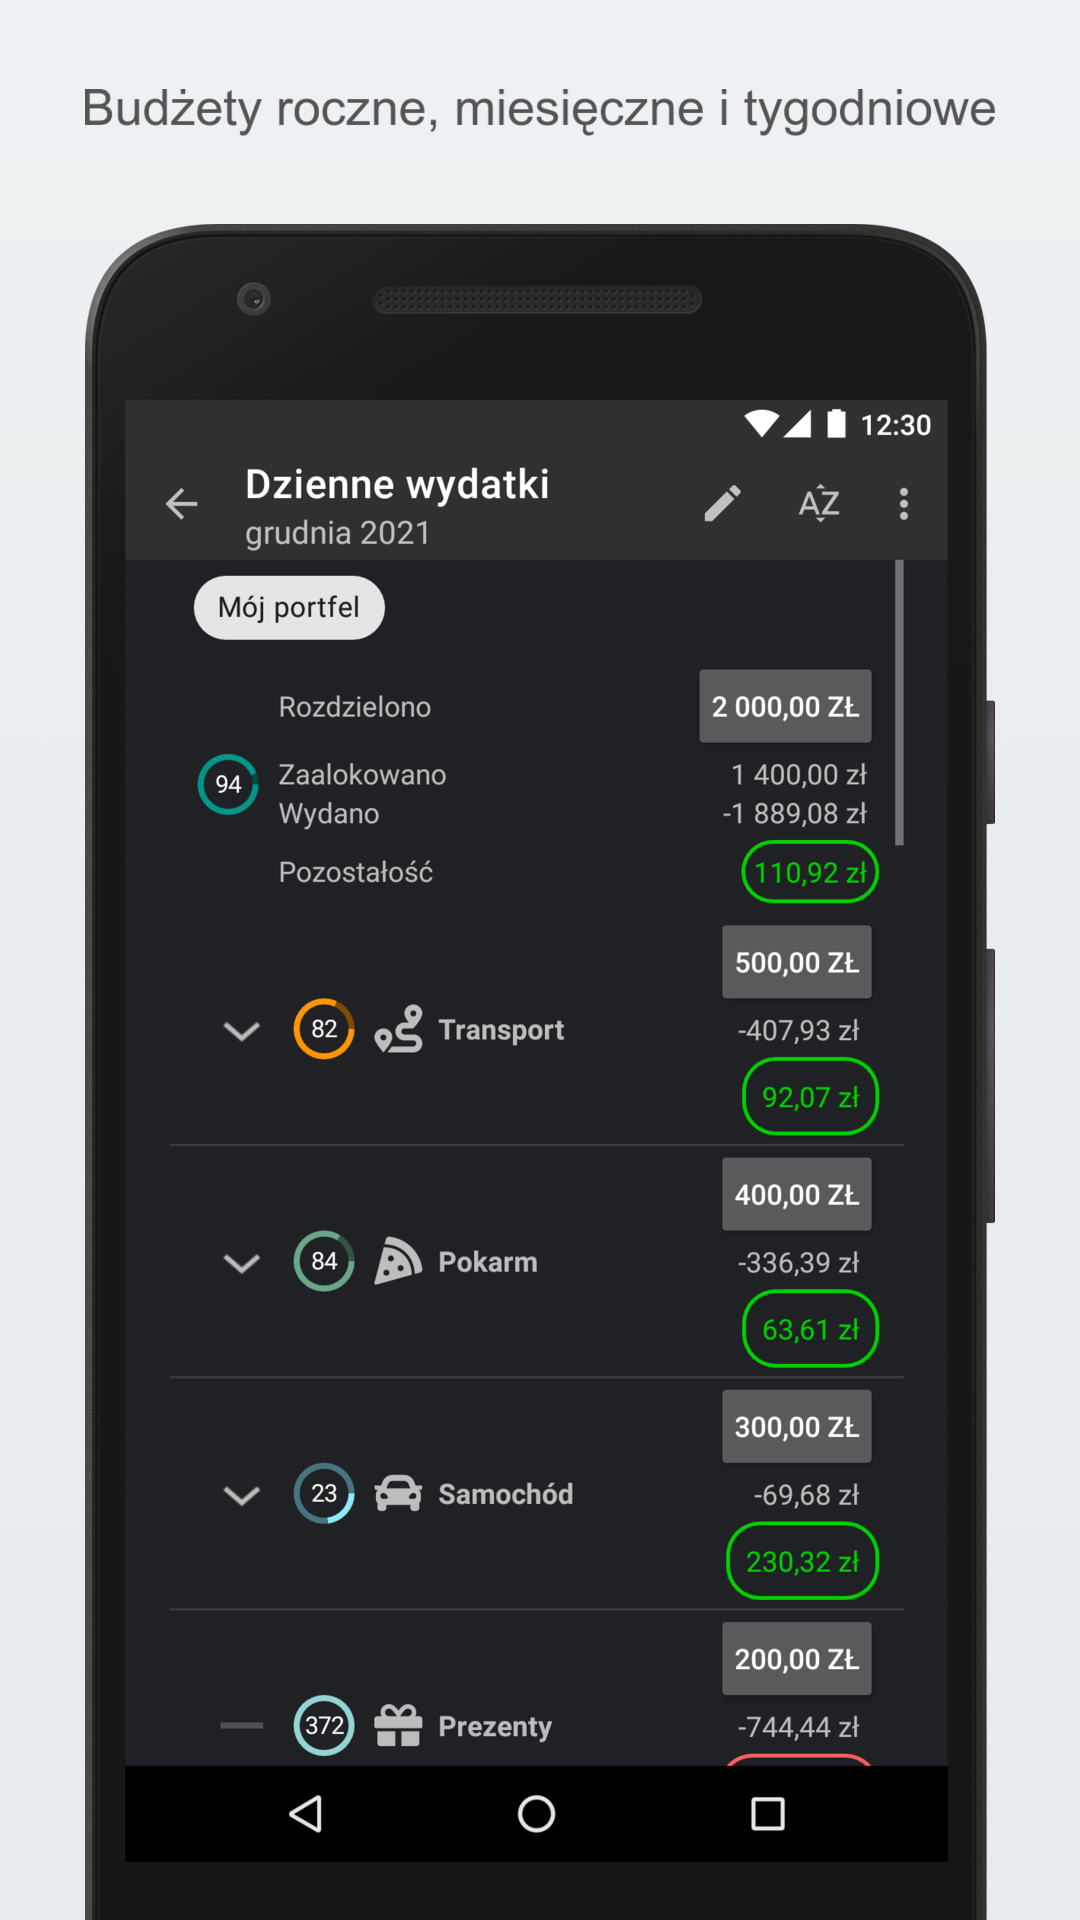 Budżety roczne, miesięczne i tygodniowe
12:30
Dzienne wydatki
AZ
grudnia 2021
Mój portfel
Rozdzielono 2 000,00 ZŁ
94 Zaalokowano 1 400,00 zł
Wydano -1 889,08 zł
Pozostałość 110,92 zł
500,00 ZŁ
82 Transport -407,93 zł
92,07 zł
400,00 ZŁ
84 Pokarm -336,39 zł
63,61 zł
300,00 ZŁ
23 Samochód -69,68 zł
230,32 zł
200,00 ZŁ
372 Prezenty -744,44 zł